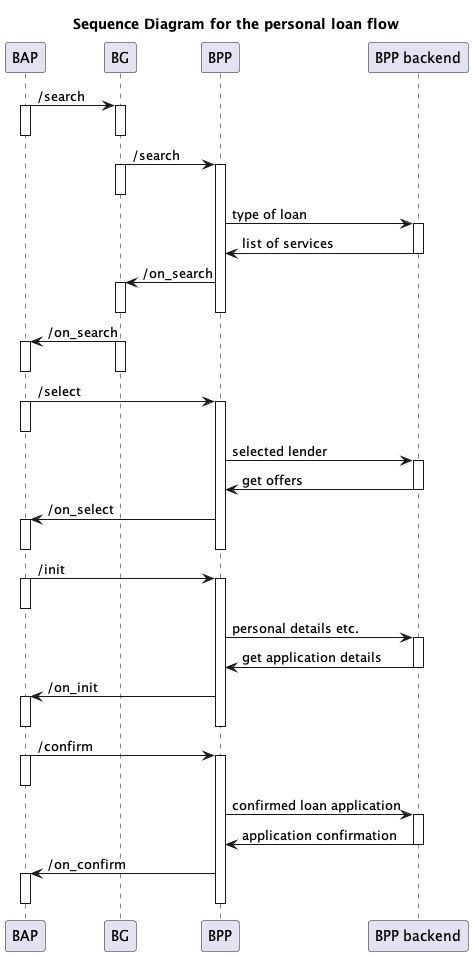 Sequence Diagram for the personal loan flow
BAP BG BPP BPP backend
/search
/search
type of loan
list of services
/on_search
/on_search
/select
selected lender
get offers
/on_select
/init
personal details etc.
get application details
/on_init
/confirm
confirmed loan application
application confirmation
/on_confirm
BAP BG BPP BPP backend